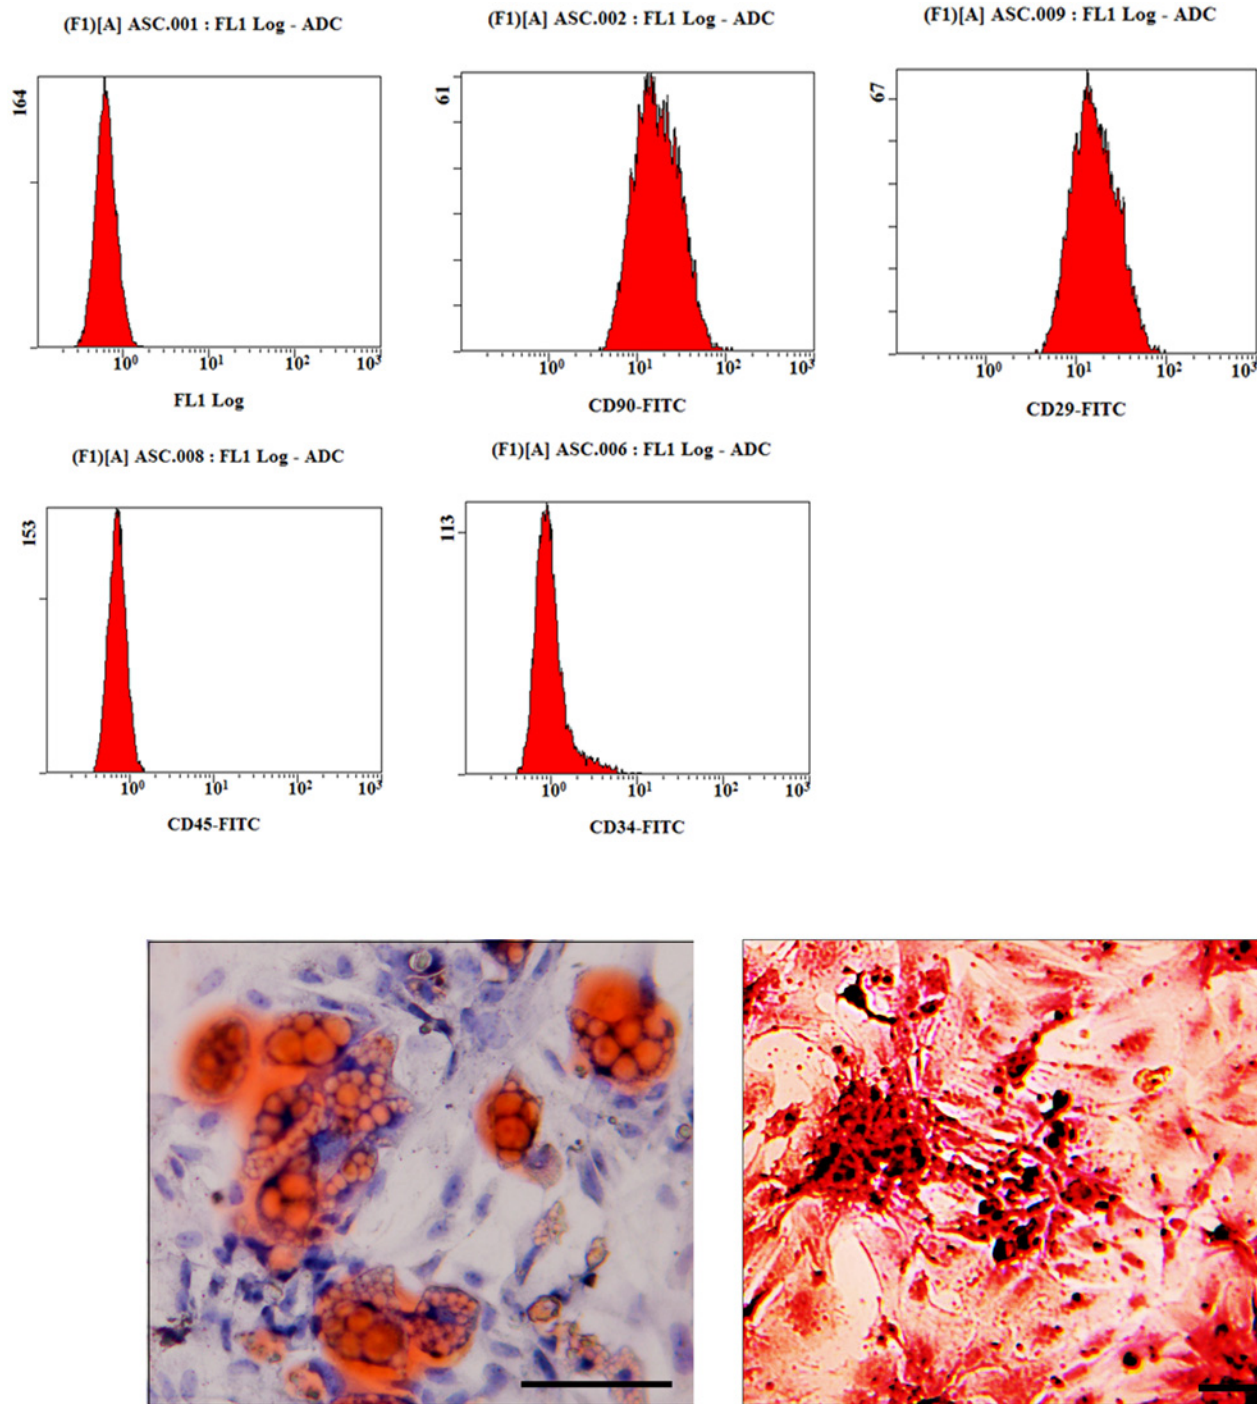 (F1)[A] ASC.001 : FL1 Log - ADC
164
10⁰ 10¹ 10² 10³
FL1 Log
(F1)[A] ASC.002 : FL1 Log - ADC
61
10⁰ 10¹ 10² 10³
CD90-FITC
(F1)[A] ASC.009 : FL1 Log - ADC
67
10⁰ 10¹ 10² 10³
CD29-FITC
(F1)[A] ASC.008 : FL1 Log - ADC
153
10⁰ 10¹ 10² 10³
CD45-FITC
(F1)[A] ASC.006 : FL1 Log - ADC
113
10⁰ 10¹ 10² 10³
CD34-FITC